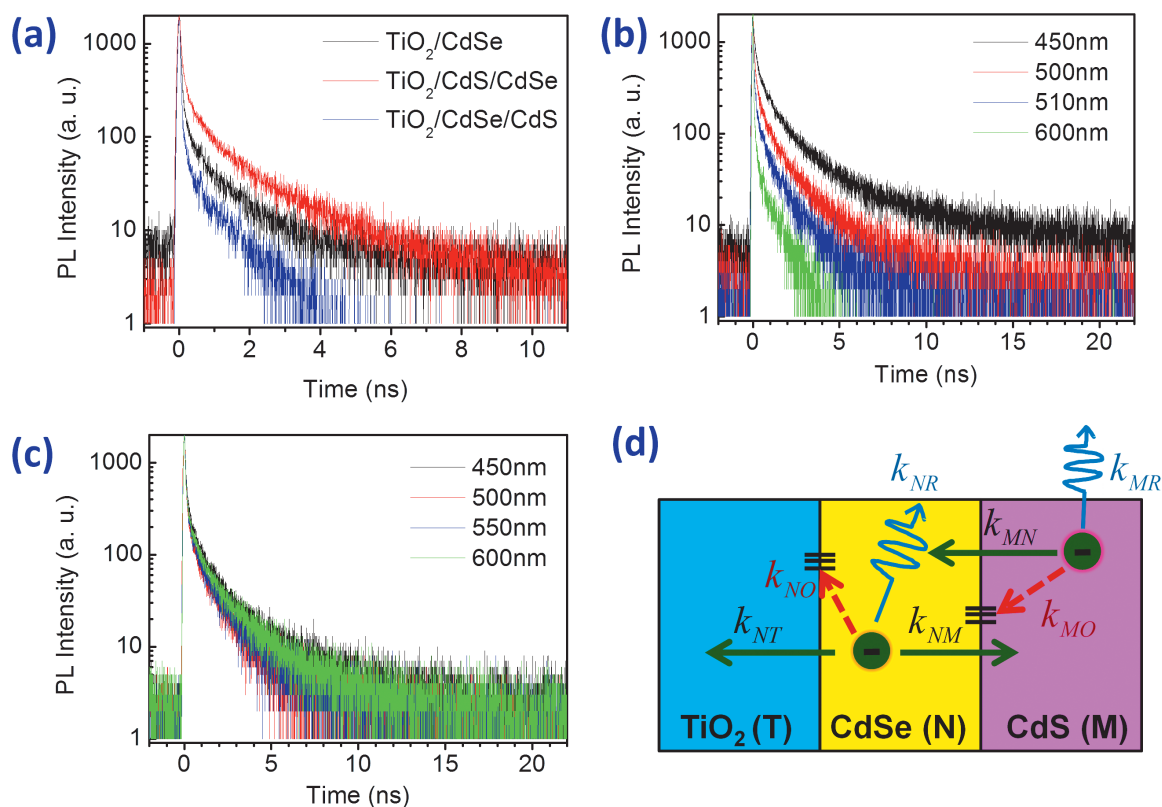 (a)
1000
100
10
1
PL Intensity (a. u.)
TiO2/CdSe
TiO2/CdS/CdSe
TiO2/CdSe/CdS
0 2 4 6 8 10
Time (ns)
(b)
1000
100
10
1
PL Intensity (a. u.)
450nm
500nm
510nm
600nm
0 5 10 15 20
Time (ns)
(c)
1000
100
10
1
PL Intensity (a. u.)
450nm
500nm
550nm
600nm
0 5 10 15 20
Time (ns)
(d)
kNR
kMR
kMN
kNO
kMO
kNT
kNM
TiO2 (T)
CdSe (N)
CdS (M)